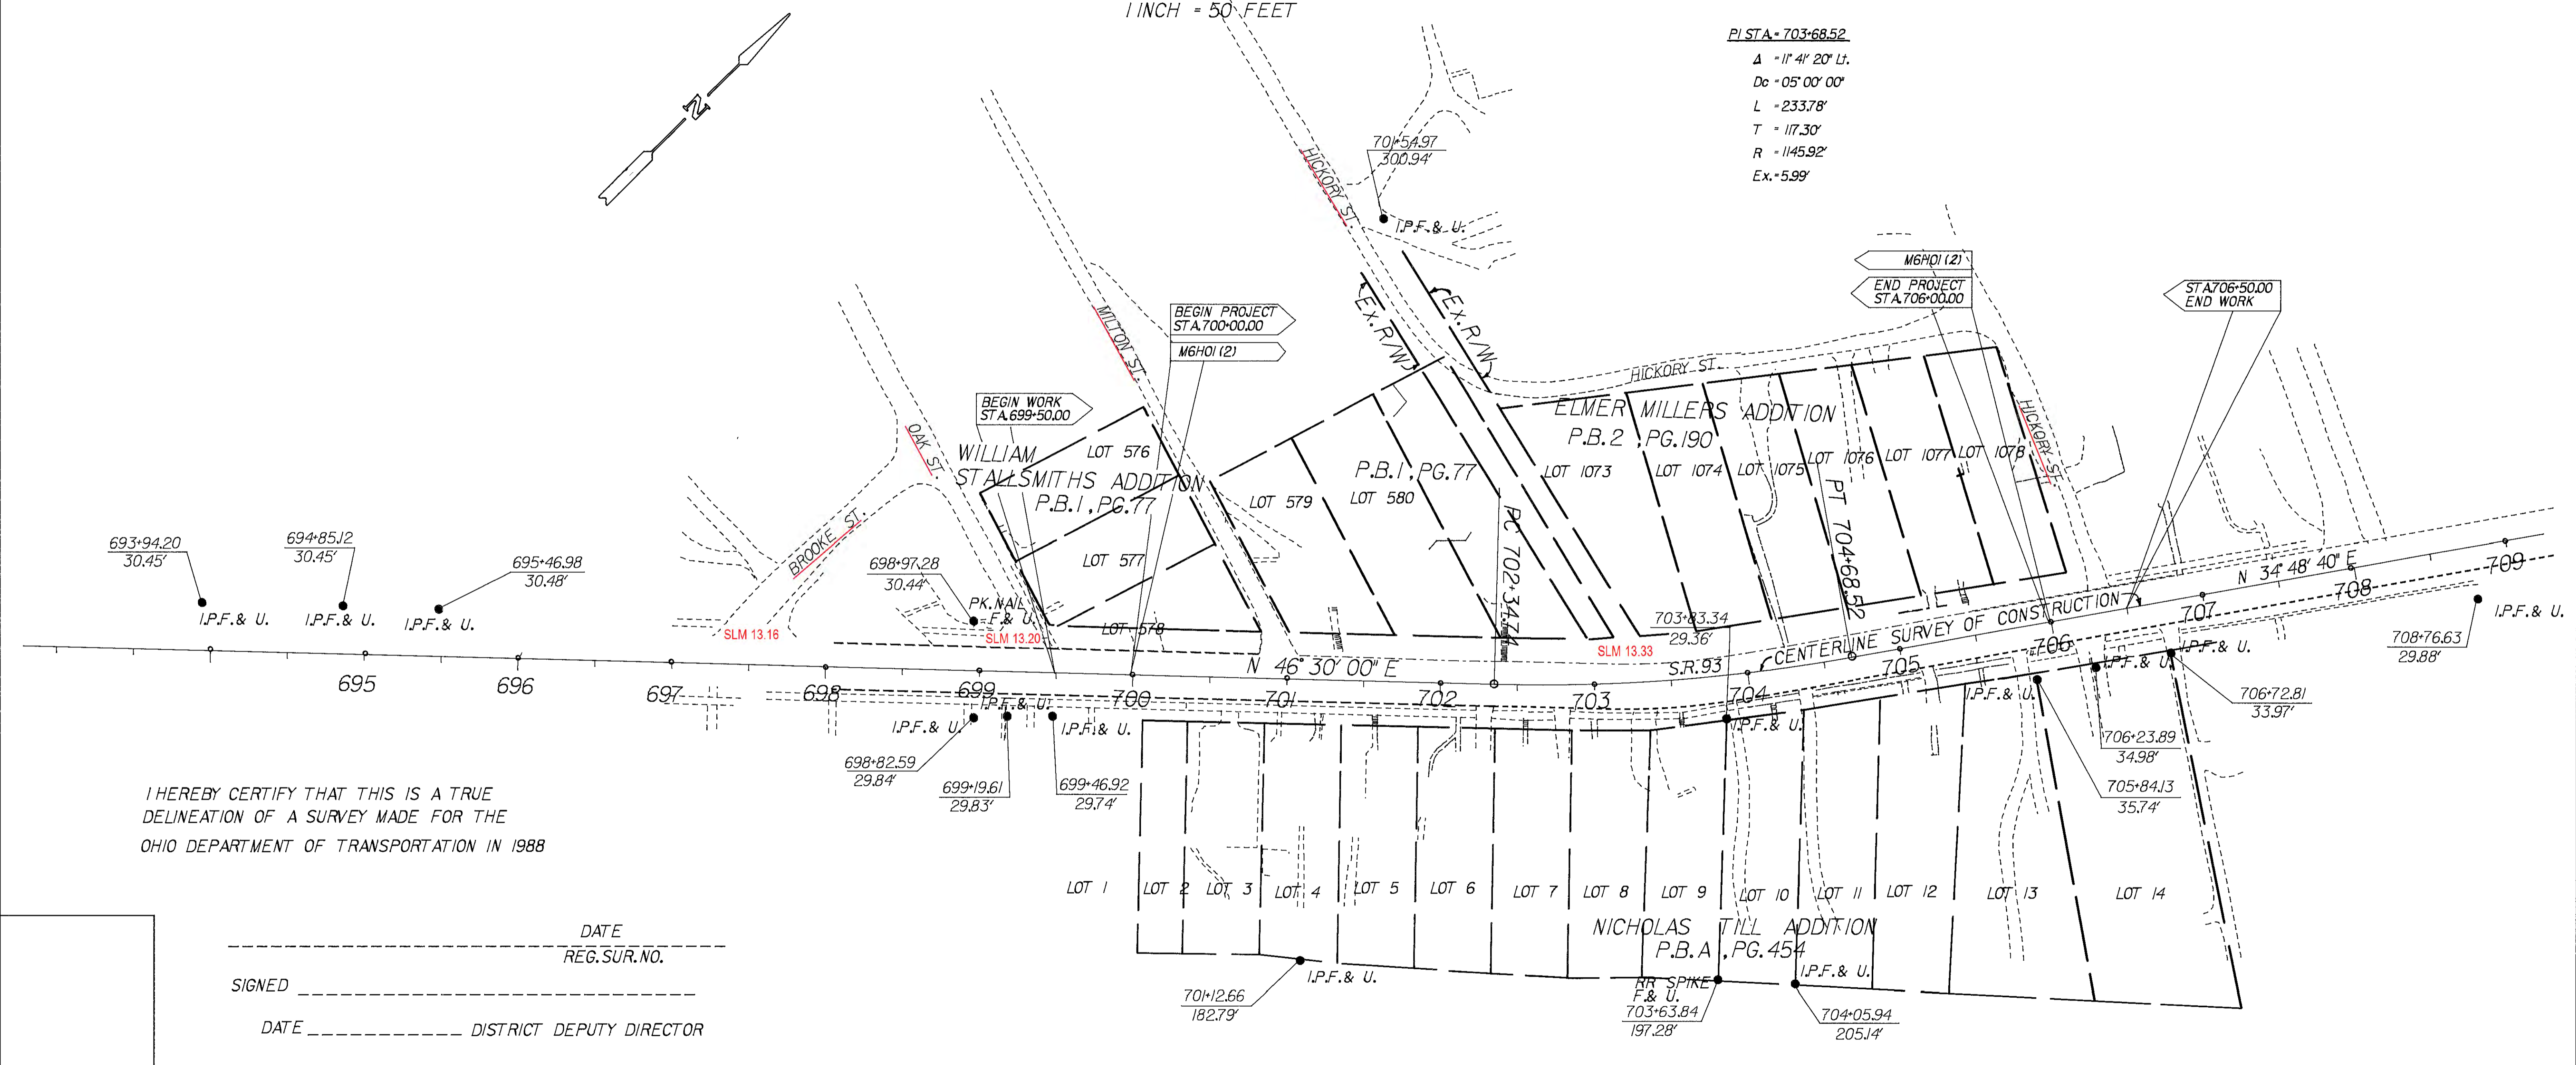 1 INCH = 50 FEET
PI STA. = 703+68.52
Δ = 11° 41' 20" Lt.
Dc = 05° 00' 00"
L = 233.78'
T = 117.30'
R = 1145.92'
Ex. = 5.99'
N
HICKORY ST.
701+54.97
300.94'
I.P.F. & U.
M6H01 (2)
END PROJECT
STA. 706+00.00
STA. 706+50.00
END WORK
BEGIN PROJECT
STA. 700+00.00
M6H01 (2)
MILTON ST.
Ex. R/W
Ex. R/W
HICKORY ST.
BEGIN WORK
STA. 699+50.00
OAK ST.
HICKORY ST.
WILLIAM
STALLSMITHS ADDITION
P.B. 1, PG. 77
LOT 576
LOT 577
LOT 578
LOT 579
LOT 580
P.B. 1, PG. 77
ELMER MILLERS ADDITION
P.B. 2, PG. 190
LOT 1073
LOT 1074
LOT 1075
LOT 1076
LOT 1077
LOT 1078
PC 702+34.74
PT 704+68.52
BROOKE ST.
693+94.20
30.45'
I.P.F. & U.
694+85.12
30.45'
I.P.F. & U.
695+46.98
30.48'
I.P.F. & U.
698+97.28
30.44'
PK. NAIL
F. & U.
SLM 13.16
SLM 13.20
SLM 13.33
703+83.34
29.36'
I.P.F. & U.
N 46° 30' 00" E
S.R. 93
CENTERLINE SURVEY OF CONSTRUCTION
N 34° 48' 40" E
695
696
697
698
699
700
701
702
703
704
705
706
707
708
709
I.P.F. & U.
708+76.63
29.88'
I.P.F. & U.
706+72.81
33.97'
I.P.F. & U.
706+23.89
34.98'
I.P.F. & U.
705+84.13
35.74'
I.P.F. & U.
698+82.59
29.84'
I.P.F. & U.
699+19.61
29.83'
I.P.F. & U.
699+46.92
29.74'
I HEREBY CERTIFY THAT THIS IS A TRUE
DELINEATION OF A SURVEY MADE FOR THE
OHIO DEPARTMENT OF TRANSPORTATION IN 1988
LOT 1
LOT 2
LOT 3
LOT 4
LOT 5
LOT 6
LOT 7
LOT 8
LOT 9
LOT 10
LOT 11
LOT 12
LOT 13
LOT 14
NICHOLAS TILL ADDITION
P.B. A, PG. 454
I.P.F. & U.
701+12.66
182.79'
RR SPIKE
F. & U.
703+63.84
197.28'
I.P.F. & U.
704+05.94
205.14'
DATE
REG. SUR. NO.
SIGNED
DATE DISTRICT DEPUTY DIRECTOR